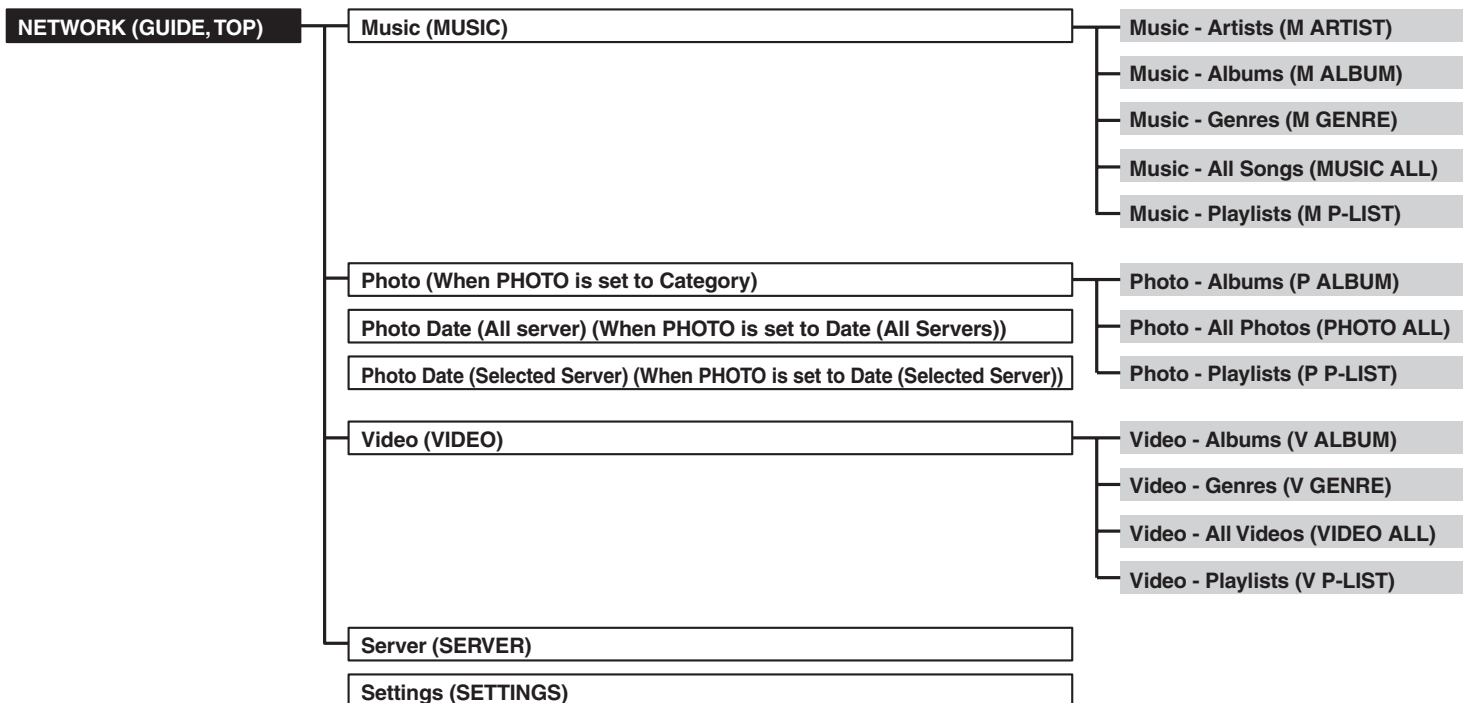 NETWORK (GUIDE, TOP)
Music (MUSIC)
Music - Artists (M ARTIST)
Music - Albums (M ALBUM)
Music - Genres (M GENRE)
Music - All Songs (MUSIC ALL)
Music - Playlists (M P-LIST)
Photo (When PHOTO is set to Category)
Photo - Albums (P ALBUM)
Photo Date (All server) (When PHOTO is set to Date (All Servers))
Photo - All Photos (PHOTO ALL)
Photo Date (Selected Server) (When PHOTO is set to Date (Selected Server))
Photo - Playlists (P P-LIST)
Video (VIDEO)
Video - Albums (V ALBUM)
Video - Genres (V GENRE)
Video - All Videos (VIDEO ALL)
Video - Playlists (V P-LIST)
Server (SERVER)
Settings (SETTINGS)